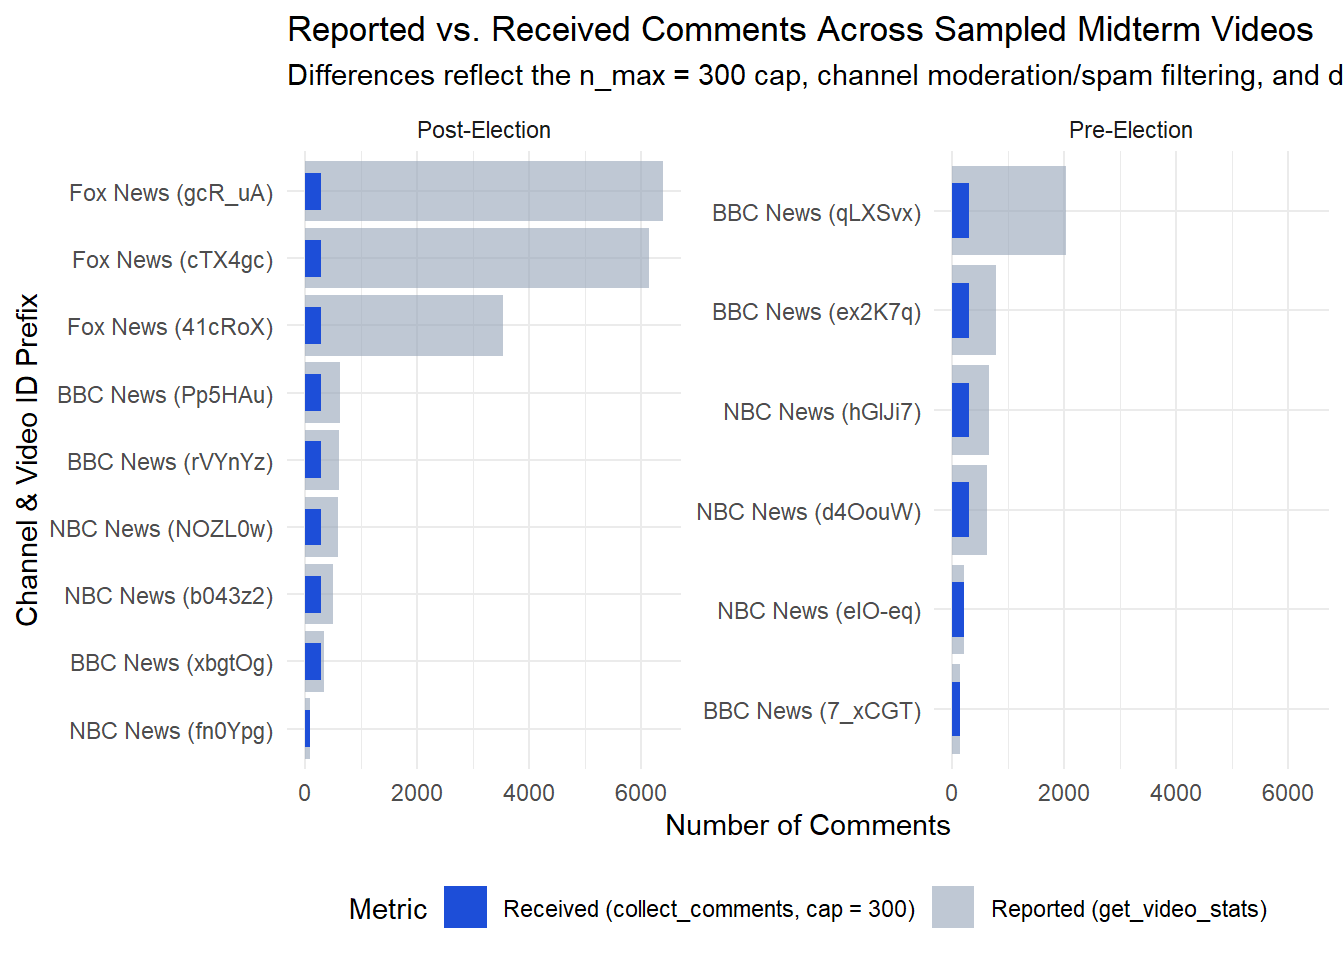 Reported vs. Received Comments Across Sampled Midterm Videos
Differences reflect the n_max = 300 cap, channel moderation/spam filtering, and d
Post-Election
Pre-Election
Channel & Video ID Prefix
Fox News (gcR_uA)
Fox News (cTX4gc)
Fox News (41cRoX)
BBC News (Pp5HAu)
BBC News (rVYnYz)
NBC News (NOZL0w)
NBC News (b043z2)
BBC News (xbgtOg)
NBC News (fn0Ypg)
BBC News (qLXSvx)
BBC News (ex2K7q)
NBC News (hGlJi7)
NBC News (d4OouW)
NBC News (eIO-eq)
BBC News (7_xCGT)
0 2000 4000 6000
0 2000 4000 6000
Number of Comments
Metric
Received (collect_comments, cap = 300)
Reported (get_video_stats)